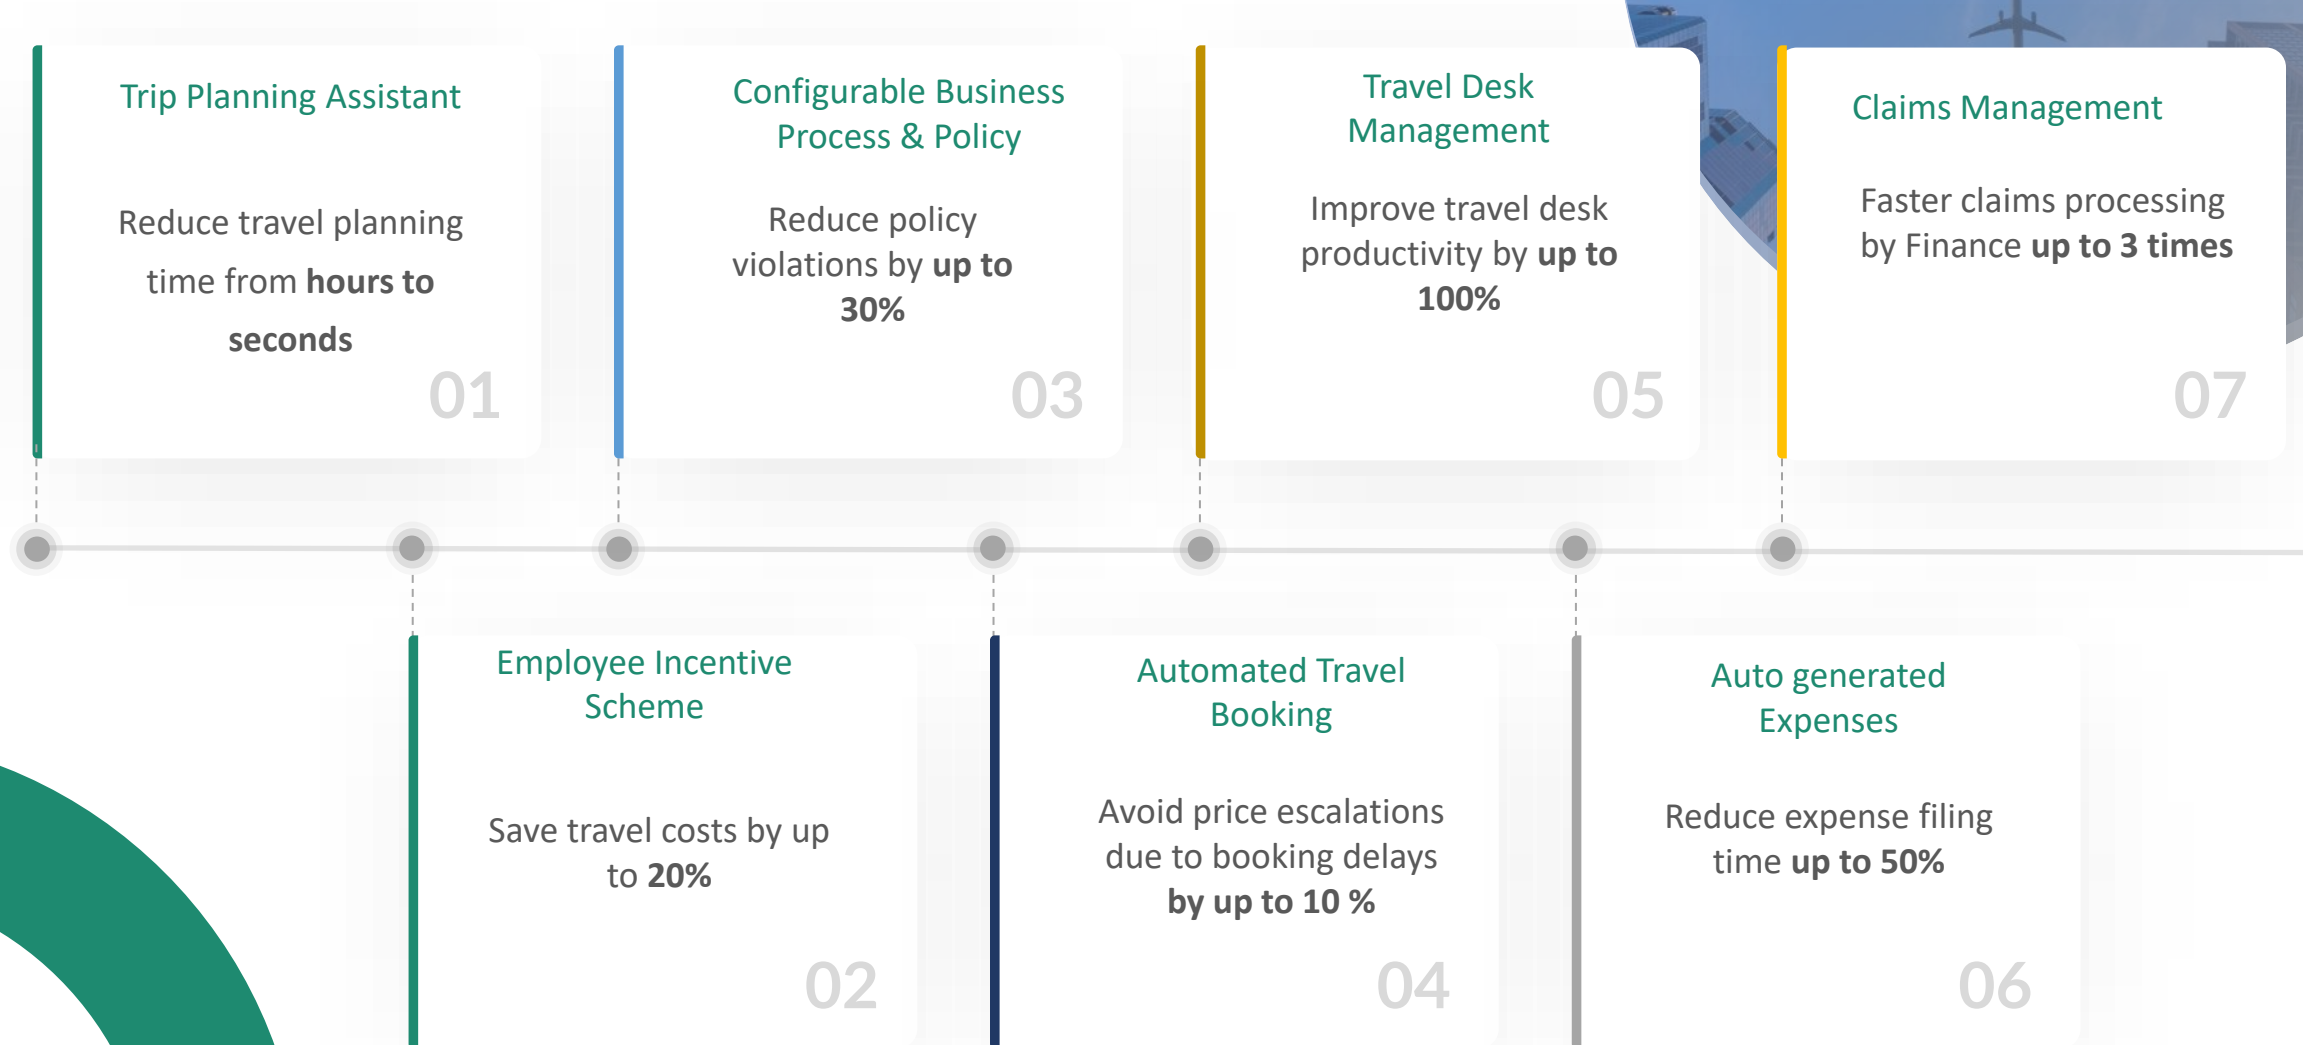 Trip Planning Assistant
Reduce travel planning
time from hours to
seconds
01
Employee Incentive
Scheme
Save travel costs by up
to 20%
02
Configurable Business
Process & Policy
Reduce policy
violations by up to
30%
03
Automated Travel
Booking
Avoid price escalations
due to booking delays
by up to 10 %
04
Travel Desk
Management
Improve travel desk
productivity by up to
100%
05
Auto generated
Expenses
Reduce expense filing
time up to 50%
06
Claims Management
Faster claims processing
by Finance up to 3 times
07